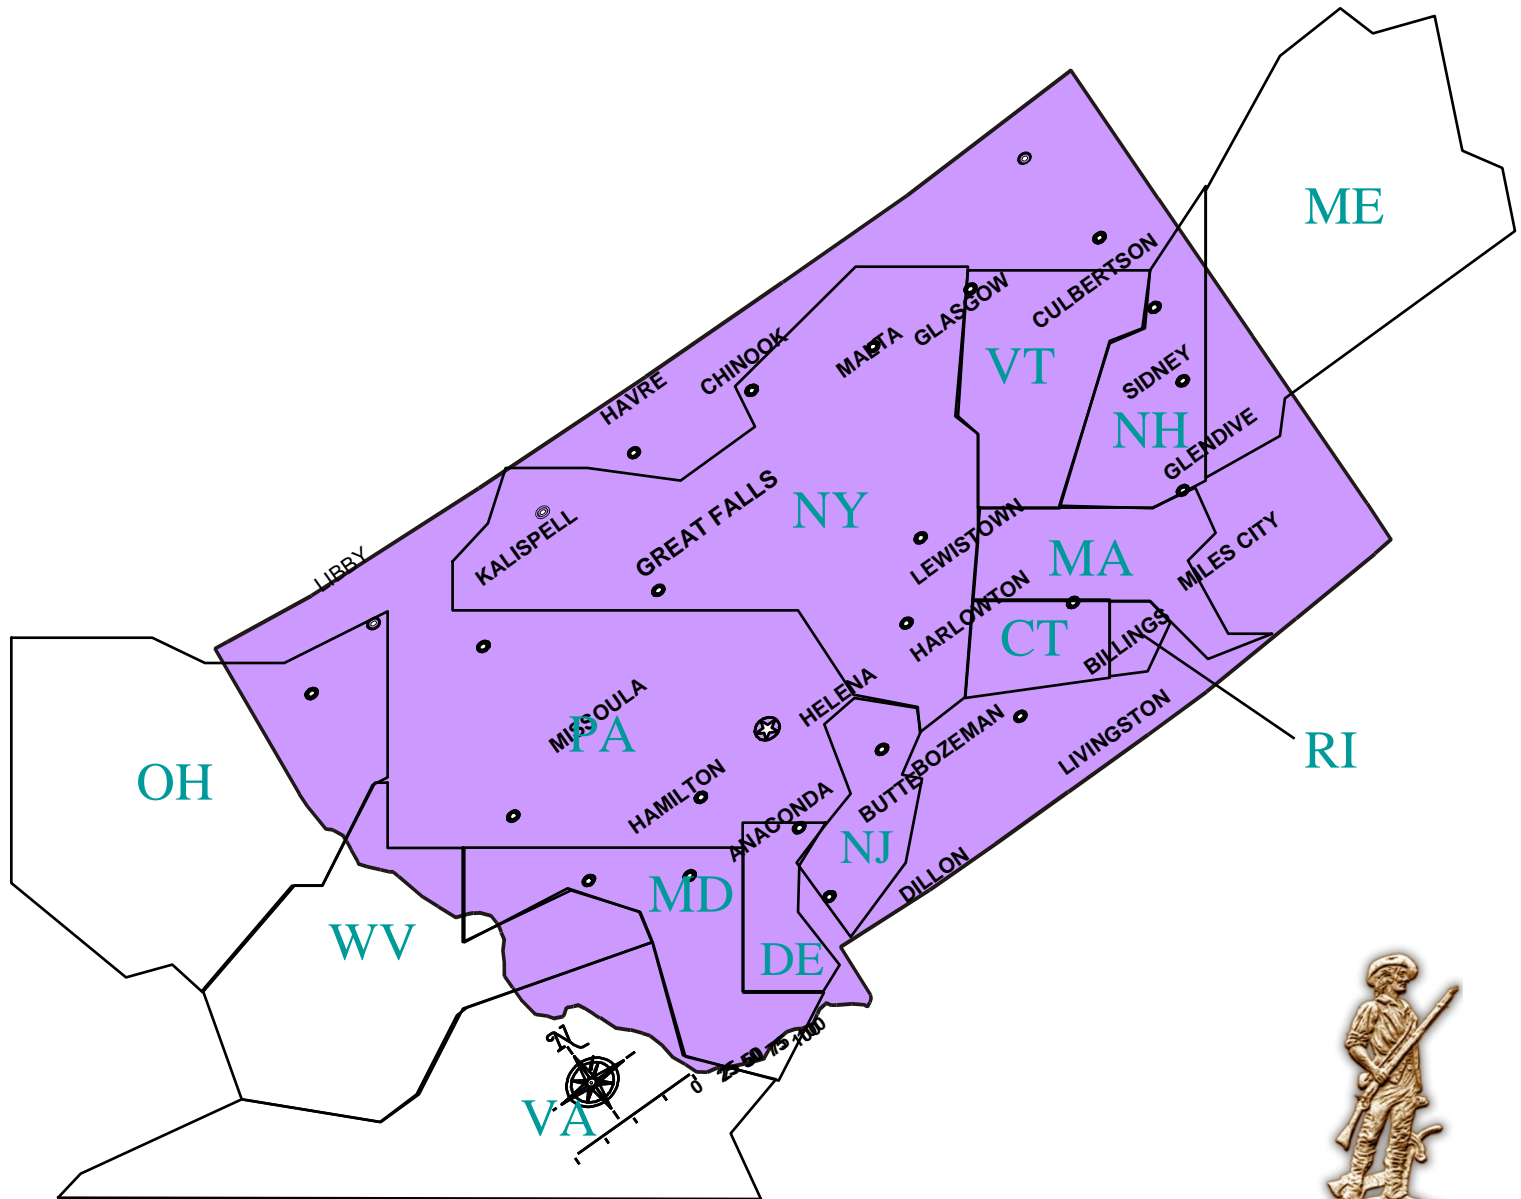 ME
CULBERTSON
GLASGOW
MALTA
CHINOOK
VT
HAVRE
SIDNEY
NH
GLENDIVE
GREAT FALLS
NY
KALISPELL
LEWISTOWN
MA
MILES CITY
LIBBY
HARLOWTON
CT
BILLINGS
HELENA
MISSOULA
PA
BOZEMAN
LIVINGSTON
RI
OH
HAMILTON
BUTTE
ANACONDA
NJ
DILLON
MD
WV
DE
N
VA
0
25
50
75
100